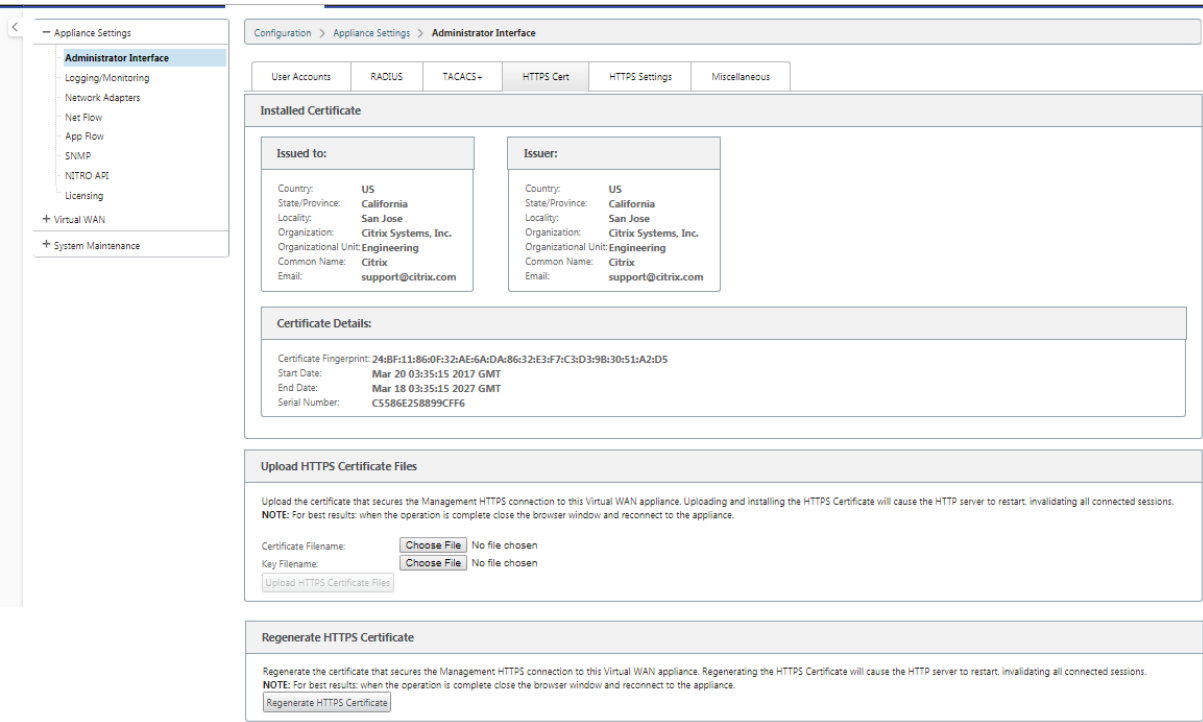 Appliance Settings
Administrator Interface
Logging/Monitoring
Network Adapters
Net Flow
App Flow
SNMP
NITRO API
Licensing
Virtual WAN
System Maintenance
Configuration > Appliance Settings > Administrator Interface
User Accounts RADIUS TACACS+ HTTPS Cert HTTPS Settings Miscellaneous
Installed Certificate
Issued to:
Country: US
State/Province: California
Locality: San Jose
Organization: Citrix Systems, Inc.
Organizational Unit: Engineering
Common Name: Citrix
Email: support@citrix.com
Issuer:
Country: US
State/Province: California
Locality: San Jose
Organization: Citrix Systems, Inc.
Organizational Unit: Engineering
Common Name: Citrix
Email: support@citrix.com
Certificate Details:
Certificate Fingerprint: 24:BF:11:86:0F:32:AE:6A:DA:86:32:E3:F7:C3:D3:9B:30:51:A2:D5
Start Date: Mar 20 03:35:15 2017 GMT
End Date: Mar 18 03:35:15 2027 GMT
Serial Number: C5586E258899CFF6
Upload HTTPS Certificate Files
Upload the certificate that secures the Management HTTPS connection to this Virtual WAN appliance. Uploading and installing the HTTPS Certificate will cause the HTTP server to restart, invalidating all connected sessions.
NOTE: For best results: when the operation is complete close the browser window and reconnect to the appliance.
Certificate Filename: Choose File No file chosen
Key Filename: Choose File No file chosen
Upload HTTPS Certificate Files
Regenerate HTTPS Certificate
Regenerate the certificate that secures the Management HTTPS connection to this Virtual WAN appliance. Regenerating the HTTPS Certificate will cause the HTTP server to restart, invalidating all connected sessions.
NOTE: For best results: when the operation is complete close the browser window and reconnect to the appliance.
Regenerate HTTPS Certificate